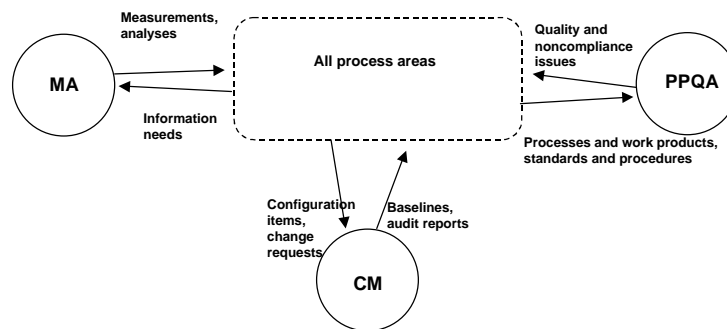 Measurements,
analyses
MA
Information
needs
All process areas
Quality and
noncompliance
issues
PPQA
Processes and work products,
standards and procedures
Configuration
items,
change
requests
Baselines,
audit reports
CM